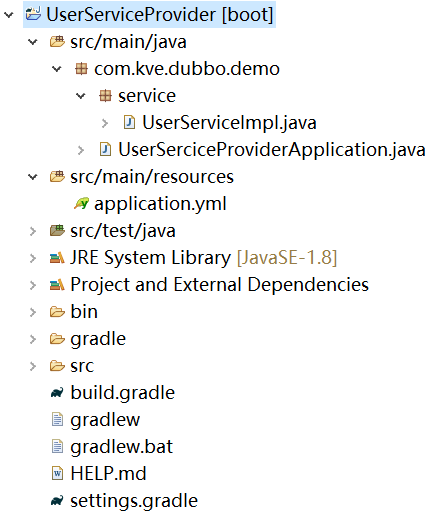 UserServiceProvider [boot]
src/main/java
com.kve.dubbo.demo
service
UserServiceImpl.java
UserSerciceProviderApplication.java
src/main/resources
application.yml
src/test/java
JRE System Library [JavaSE-1.8]
Project and External Dependencies
bin
gradle
src
build.gradle
gradlew
gradlew.bat
HELP.md
settings.gradle